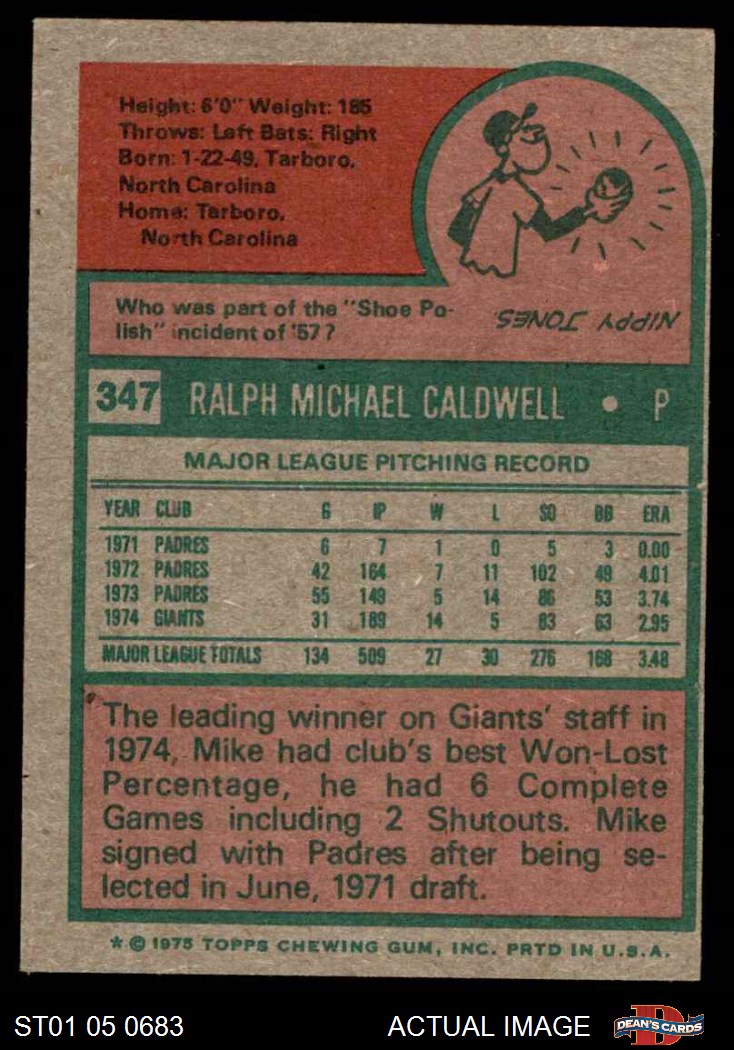 Height: 6'0" Weight: 185
Throws: Left Bats: Right
Born: 1-22-49, Tarboro,
North Carolina
Home: Tarboro,
North Carolina
Who was part of the "Shoe Po-
lish" incident of '57?
NIPPY JONES.
347 RALPH MICHAEL CALDWELL • P
MAJOR LEAGUE PITCHING RECORD
YEAR CLUB G IP W L SO BB ERA
1971 PADRES 6 7 1 0 5 3 0.00
1972 PADRES 42 164 7 11 102 49 4.01
1973 PADRES 55 149 5 14 86 53 3.74
1974 GIANTS 31 189 14 5 83 63 2.95
MAJOR LEAGUE TOTALS 134 509 27 30 276 168 3.48
The leading winner on Giants' staff in
1974, Mike had club's best Won-Lost
Percentage, he had 6 Complete
Games including 2 Shutouts. Mike
signed with Padres after being se-
lected in June, 1971 draft.
* © 1975 TOPPS CHEWING GUM, INC. PRTD IN U.S.A.
ST01 05 0683 ACTUAL IMAGE D DEAN'S CARDS